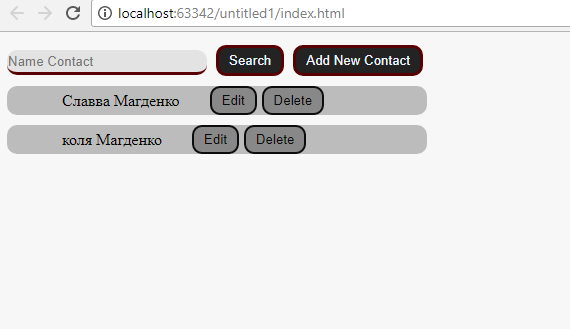 localhost:63342/untitled1/index.html
Name Contact Search Add New Contact
Славва Магденко Edit Delete
коля Магденко Edit Delete